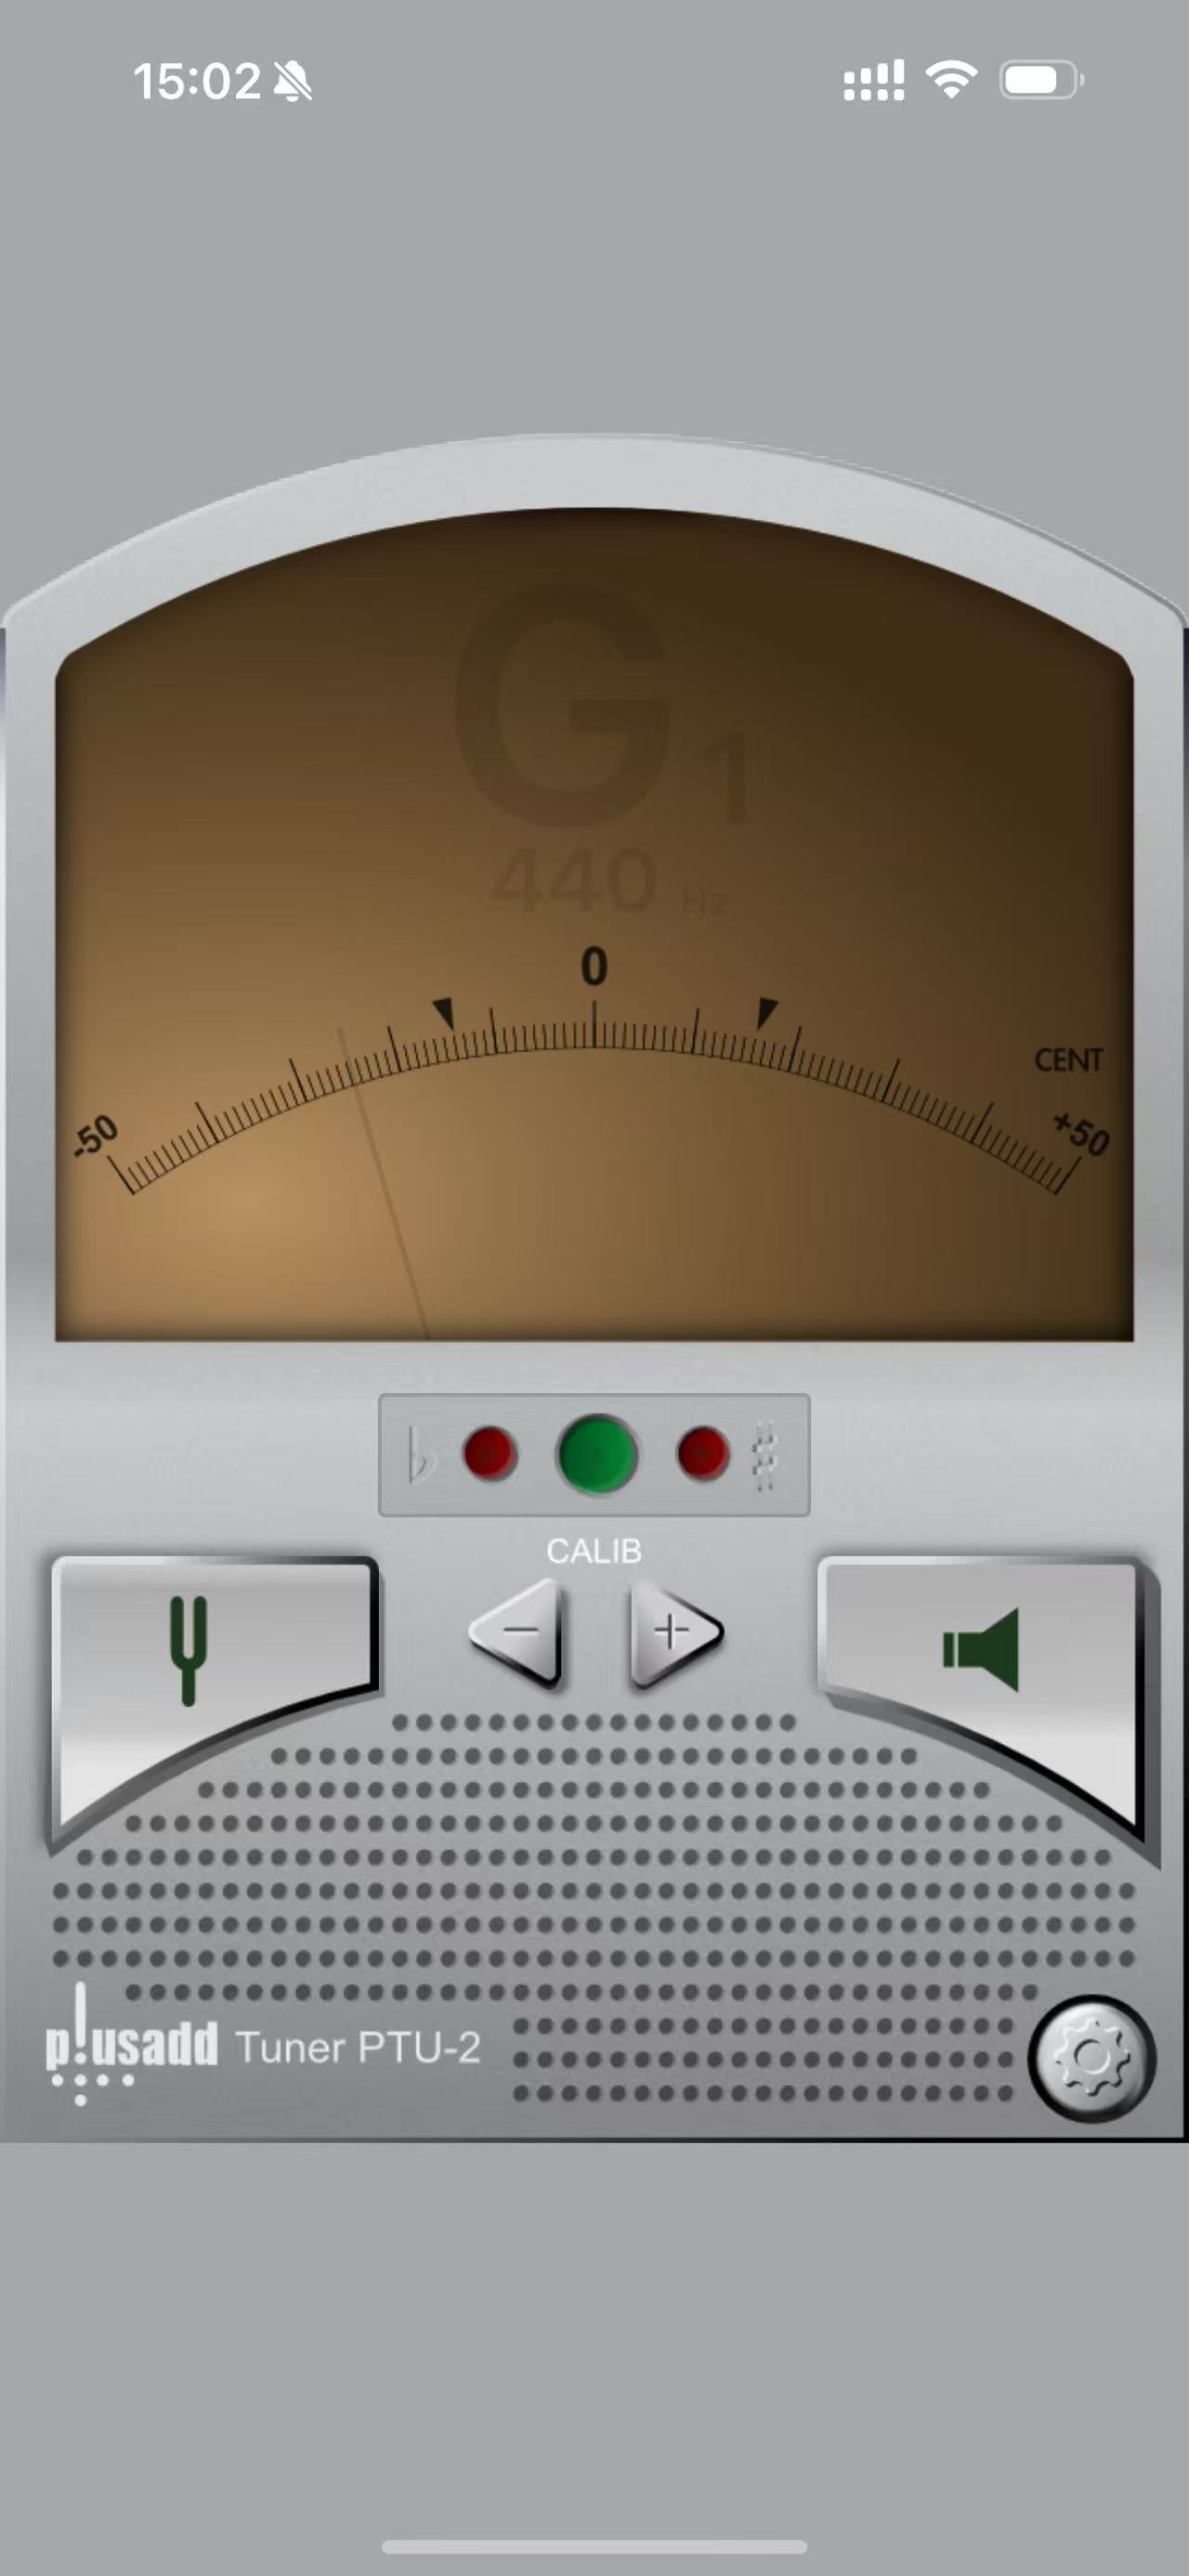 15:02
G1
440 Hz
0
CENT
-50 +50
CALIB
− +
plusadd Tuner PTU-2